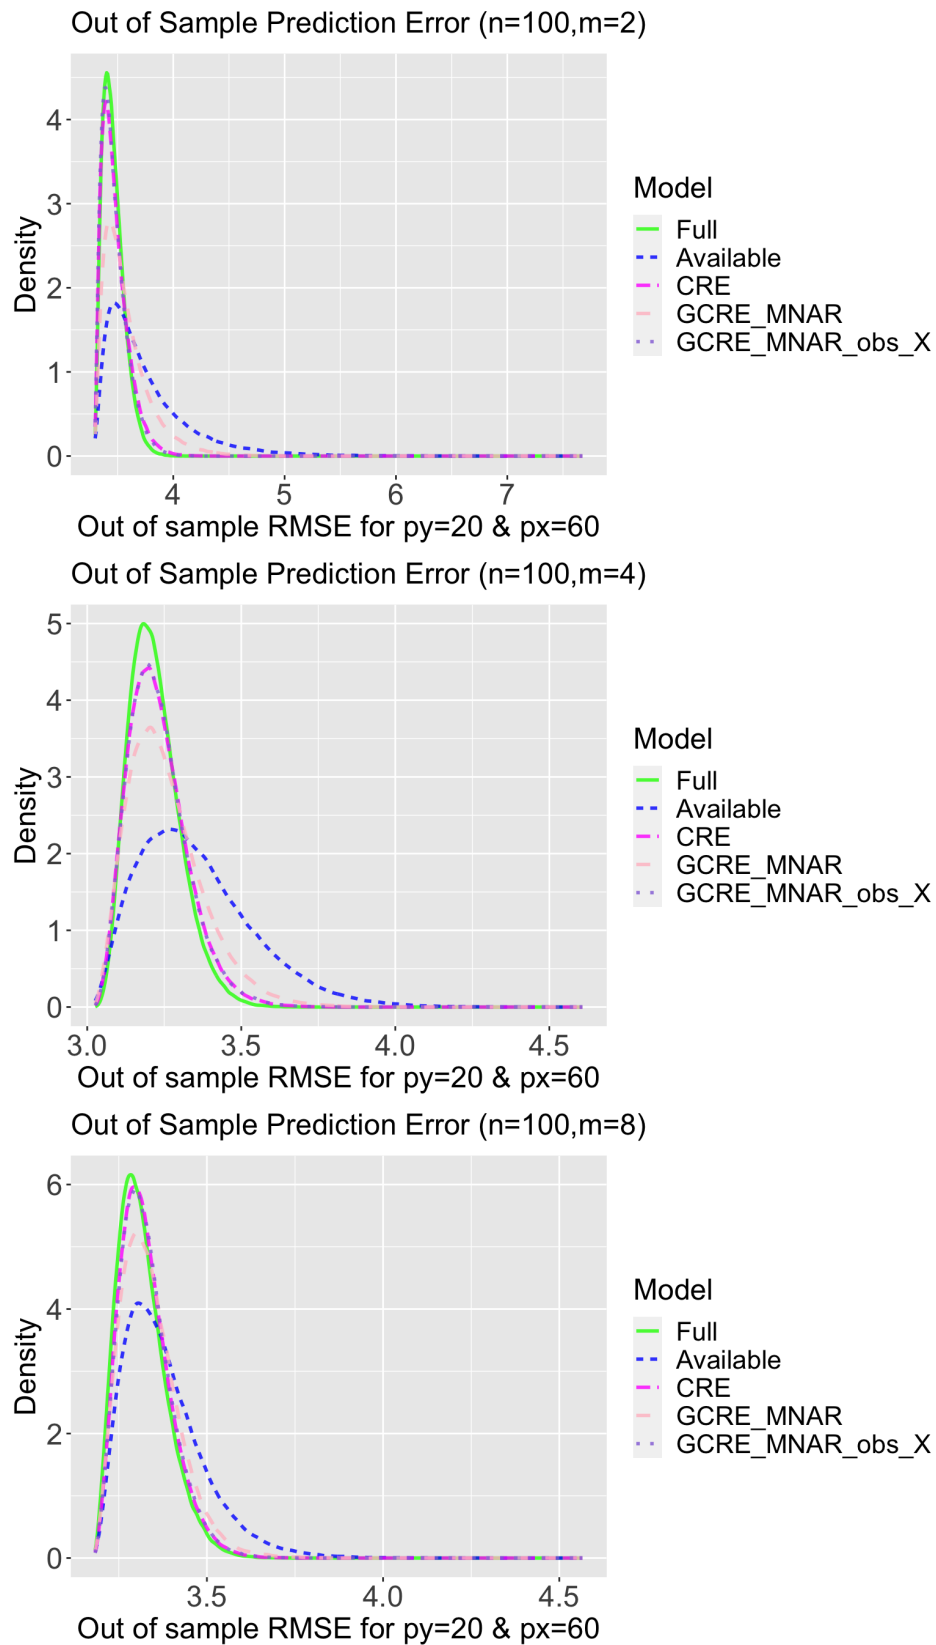 Out of Sample Prediction Error (n=100,m=2)
4
3
2
1
0
Density
4 5 6 7
Out of sample RMSE for py=20 & px=60
Model
Full
Available
CRE
GCRE_MNAR
GCRE_MNAR_obs_X
Out of Sample Prediction Error (n=100,m=4)
5
4
3
2
1
0
Density
3.0 3.5 4.0 4.5
Out of sample RMSE for py=20 & px=60
Model
Full
Available
CRE
GCRE_MNAR
GCRE_MNAR_obs_X
Out of Sample Prediction Error (n=100,m=8)
6
4
2
0
Density
3.5 4.0 4.5
Out of sample RMSE for py=20 & px=60
Model
Full
Available
CRE
GCRE_MNAR
GCRE_MNAR_obs_X